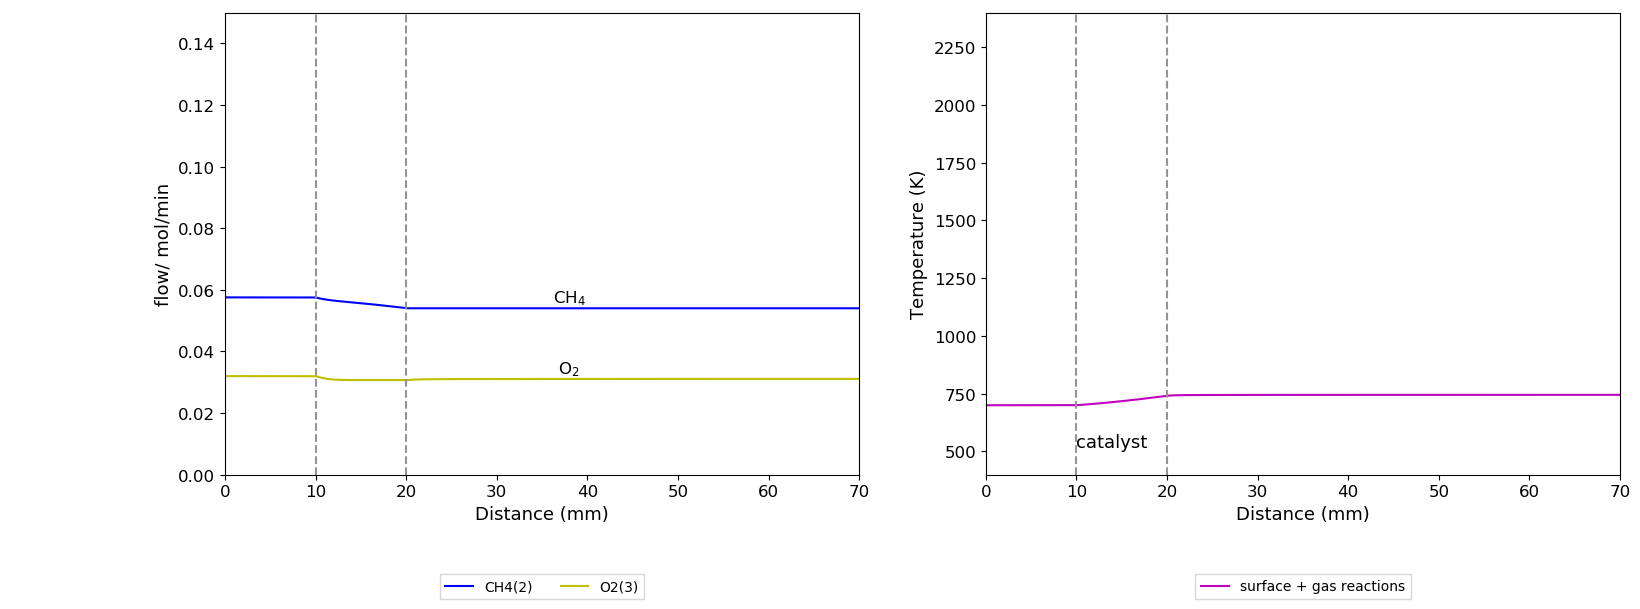 0.14
0.12
0.10
0.08
0.06
0.04
0.02
0.00
flow/ mol/min
CH₄
O₂
0 10 20 30 40 50 60 70
Distance (mm)
CH4(2) O2(3)
2250
2000
1750
1500
1250
1000
750
500
Temperature (K)
catalyst
0 10 20 30 40 50 60 70
Distance (mm)
surface + gas reactions